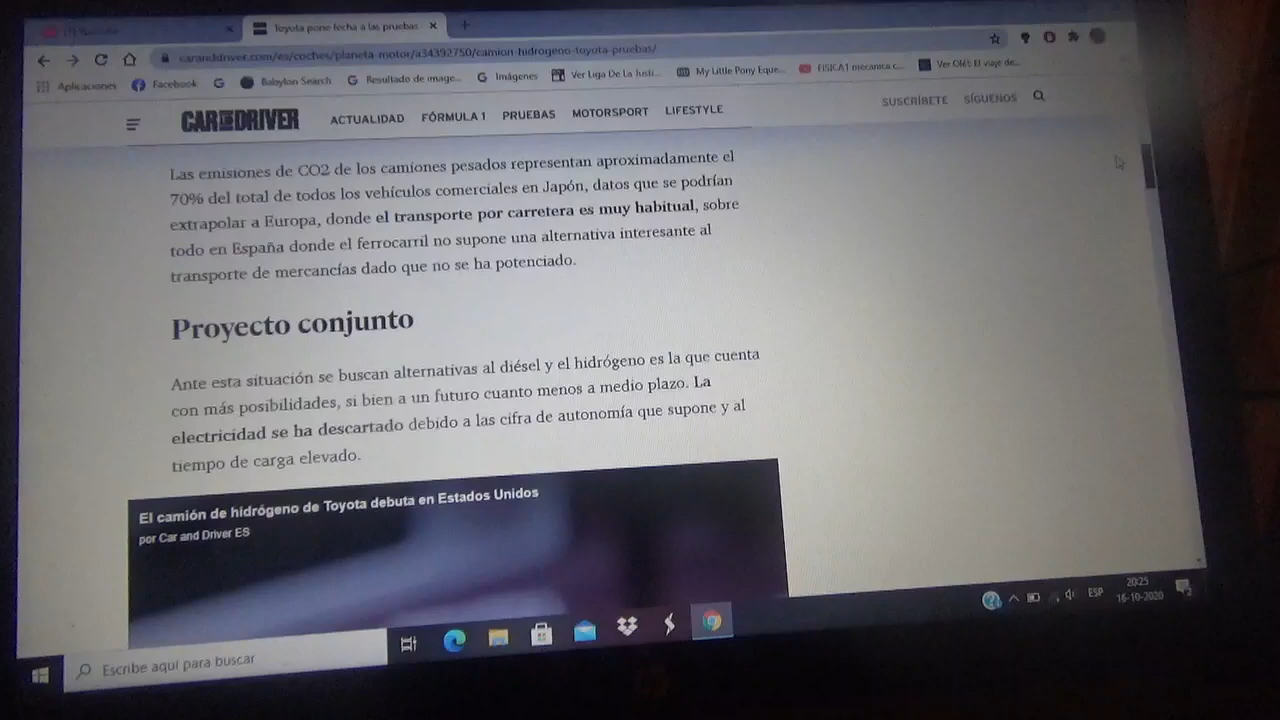 Toyota pone fecha a las pruebas
caranddriver.com/es/coches/planeta-motor/a34392750/camion-hidrogeno-toyota-pruebas/
Aplicaciones Facebook Babylon Search Resultado de image... Imágenes Ver Liga De La Justi... My Little Pony Eque... FISICA1 mecanica c... Ver Olé!: El viaje de...
CAR AND DRIVER ACTUALIDAD FÓRMULA 1 PRUEBAS MOTORSPORT LIFESTYLE SUSCRÍBETE SÍGUENOS
Las emisiones de CO2 de los camiones pesados representan aproximadamente el
70% del total de todos los vehículos comerciales en Japón, datos que se podrían
extrapolar a Europa, donde el transporte por carretera es muy habitual, sobre
todo en España donde el ferrocarril no supone una alternativa interesante al
transporte de mercancías dado que no se ha potenciado.
Proyecto conjunto
Ante esta situación se buscan alternativas al diésel y el hidrógeno es la que cuenta
con más posibilidades, si bien a un futuro cuanto menos a medio plazo. La
electricidad se ha descartado debido a las cifra de autonomía que supone y al
tiempo de carga elevado.
El camión de hidrógeno de Toyota debuta en Estados Unidos
por Car and Driver ES
ESP 20:25
16-10-2020
Escribe aquí para buscar